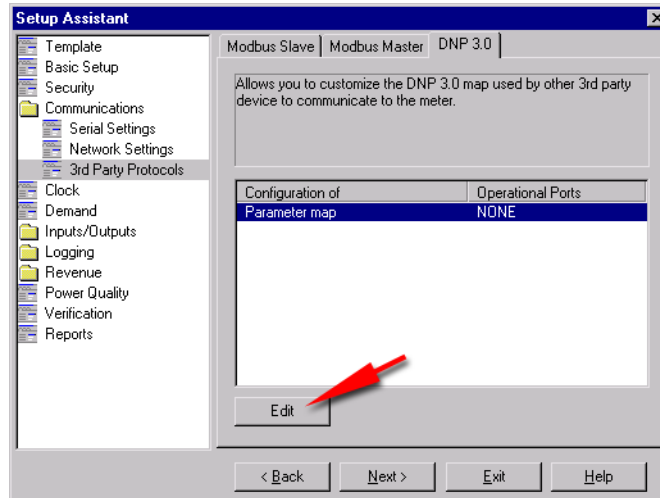 Setup Assistant
Template
Basic Setup
Security
Communications
Serial Settings
Network Settings
3rd Party Protocols
Clock
Demand
Inputs/Outputs
Logging
Revenue
Power Quality
Verification
Reports
Modbus Slave Modbus Master DNP 3.0
Allows you to customize the DNP 3.0 map used by other 3rd party
device to communicate to the meter.
Configuration of Operational Ports
Parameter map NONE
Edit
< Back Next > Exit Help